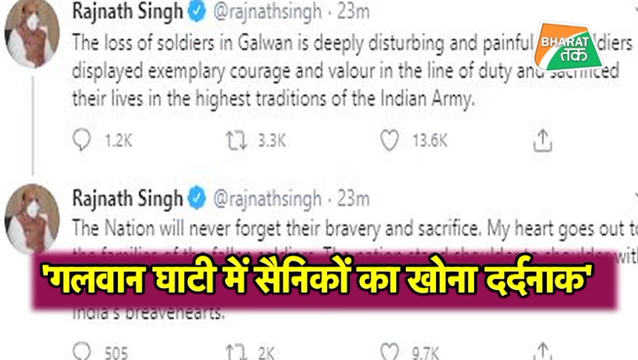 Rajnath Singh @rajnathsingh · 23m
The loss of soldiers in Galwan is deeply disturbing and painful
displayed exemplary courage and valour in the line of duty and sacrificed
their lives in the highest traditions of the Indian Army.
1.2K 3.3K 13.6K
BHARAT
तक
Rajnath Singh @rajnathsingh · 23m
The Nation will never forget their bravery and sacrifice. My heart goes out to
'गलवान घाटी में सैनिकों का खोना दर्दनाक'
India's breavehearts.
505 2K 9.7K